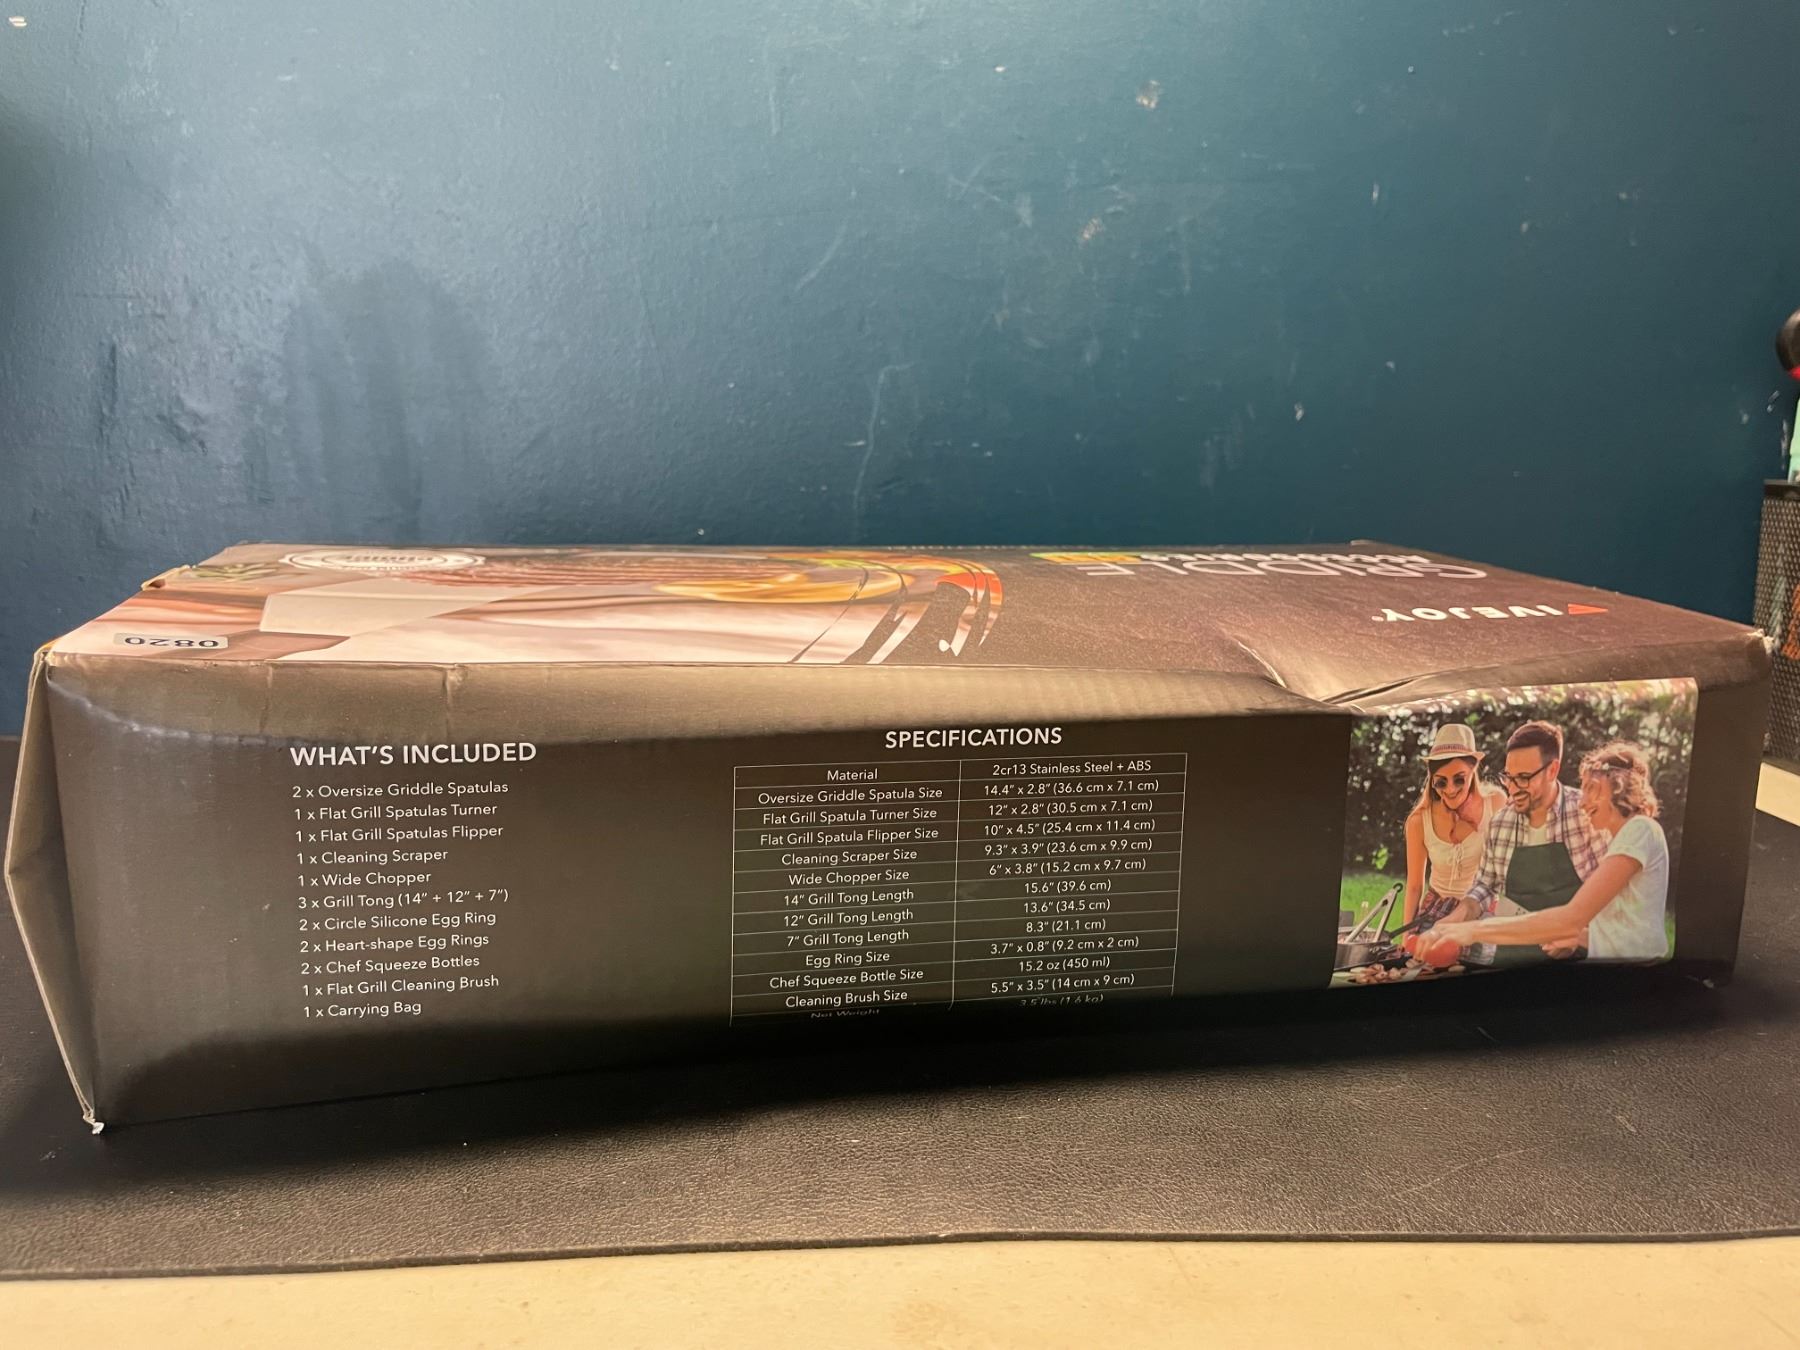 GRIDDLE
ACCESSORIES
IVEJOY
0820
WHAT'S INCLUDED
2 x Oversize Griddle Spatulas
1 x Flat Grill Spatulas Turner
1 x Flat Grill Spatulas Flipper
1 x Cleaning Scraper
1 x Wide Chopper
3 x Grill Tong (14" + 12" + 7")
2 x Circle Silicone Egg Ring
2 x Heart-shape Egg Rings
2 x Chef Squeeze Bottles
1 x Flat Grill Cleaning Brush
1 x Carrying Bag
SPECIFICATIONS
Material 2cr13 Stainless Steel + ABS
Oversize Griddle Spatula Size 14.4" x 2.8" (36.6 cm x 7.1 cm)
Flat Grill Spatula Turner Size 12" x 2.8" (30.5 cm x 7.1 cm)
Flat Grill Spatula Flipper Size 10" x 4.5" (25.4 cm x 11.4 cm)
Cleaning Scraper Size 9.3" x 3.9" (23.6 cm x 9.9 cm)
Wide Chopper Size 6" x 3.8" (15.2 cm x 9.7 cm)
14" Grill Tong Length 15.6" (39.6 cm)
12" Grill Tong Length 13.6" (34.5 cm)
7" Grill Tong Length 8.3" (21.1 cm)
Egg Ring Size 3.7" x 0.8" (9.2 cm x 2 cm)
Chef Squeeze Bottle Size 15.2 oz (450 ml)
Cleaning Brush Size 5.5" x 3.5" (14 cm x 9 cm)
Net Weight 3.5 lbs (1.6 kg)